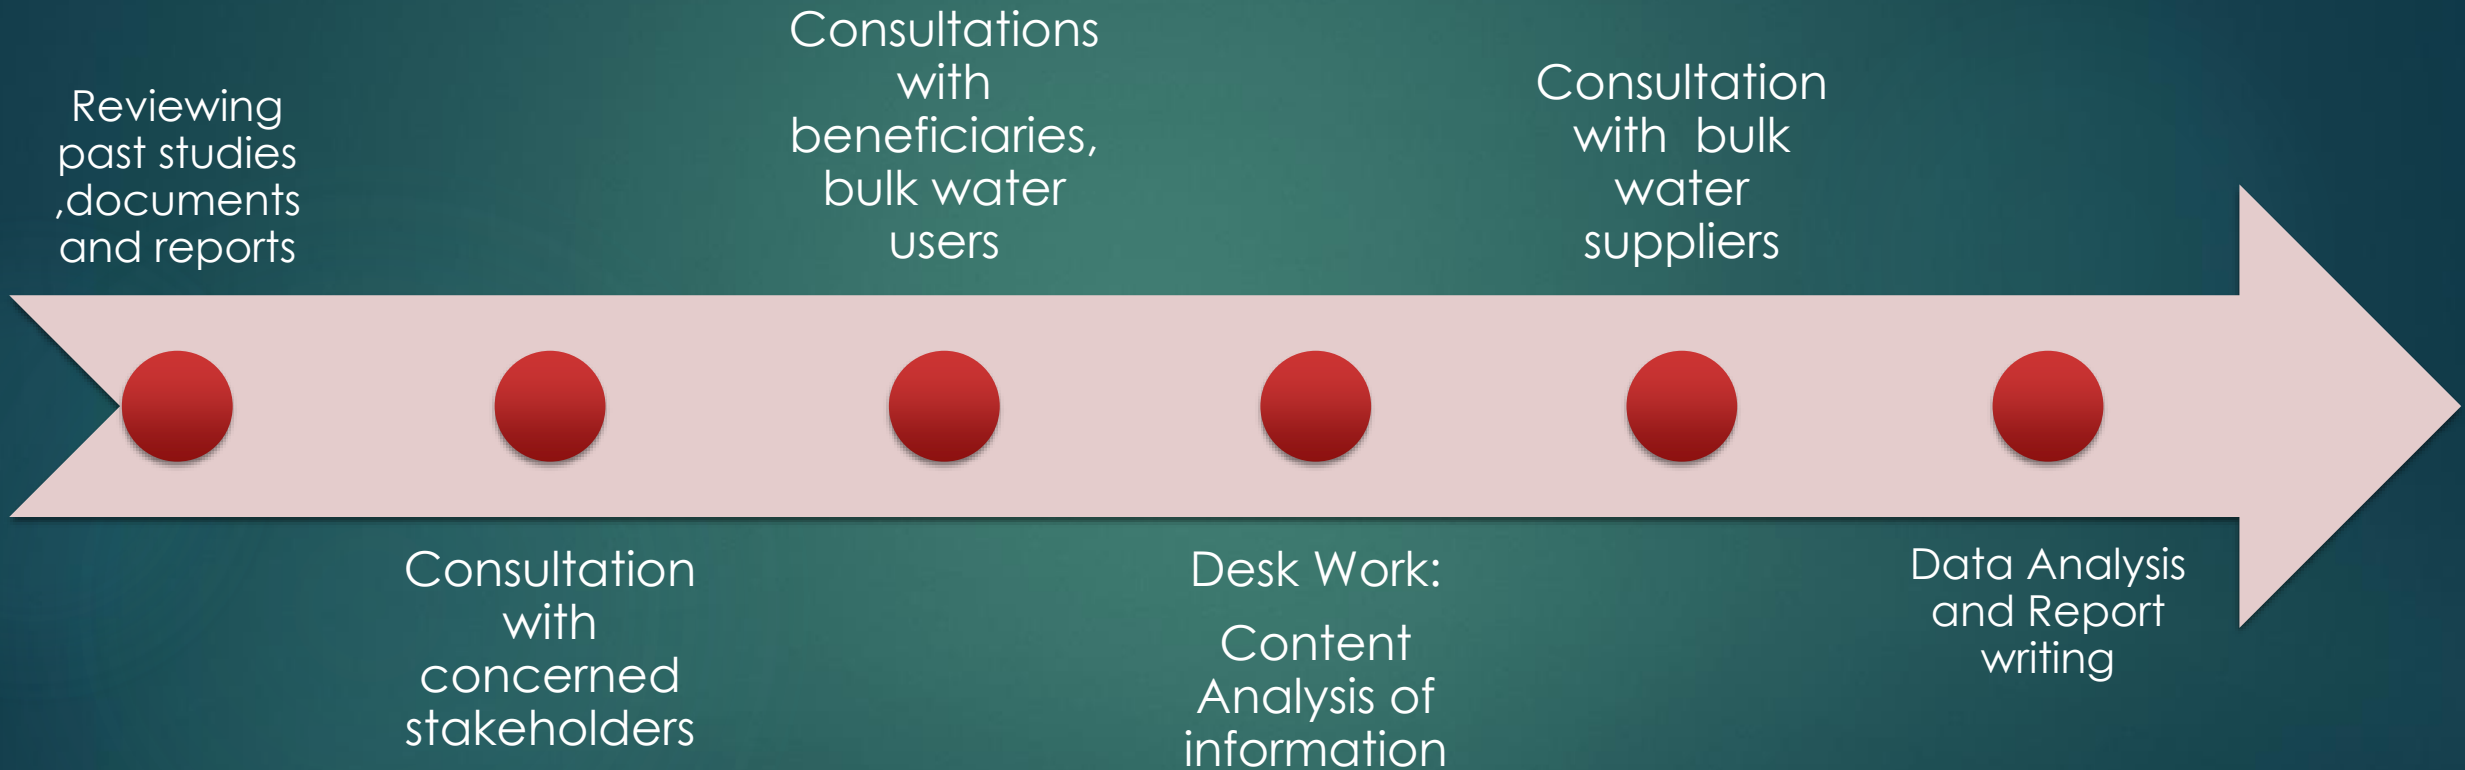 Reviewing
past studies
,documents
and reports
Consultation
with
concerned
stakeholders
Consultations
with
beneficiaries,
bulk water
users
Desk Work:
Content
Analysis of
information
Consultation
with bulk
water
suppliers
Data Analysis
and Report
writing